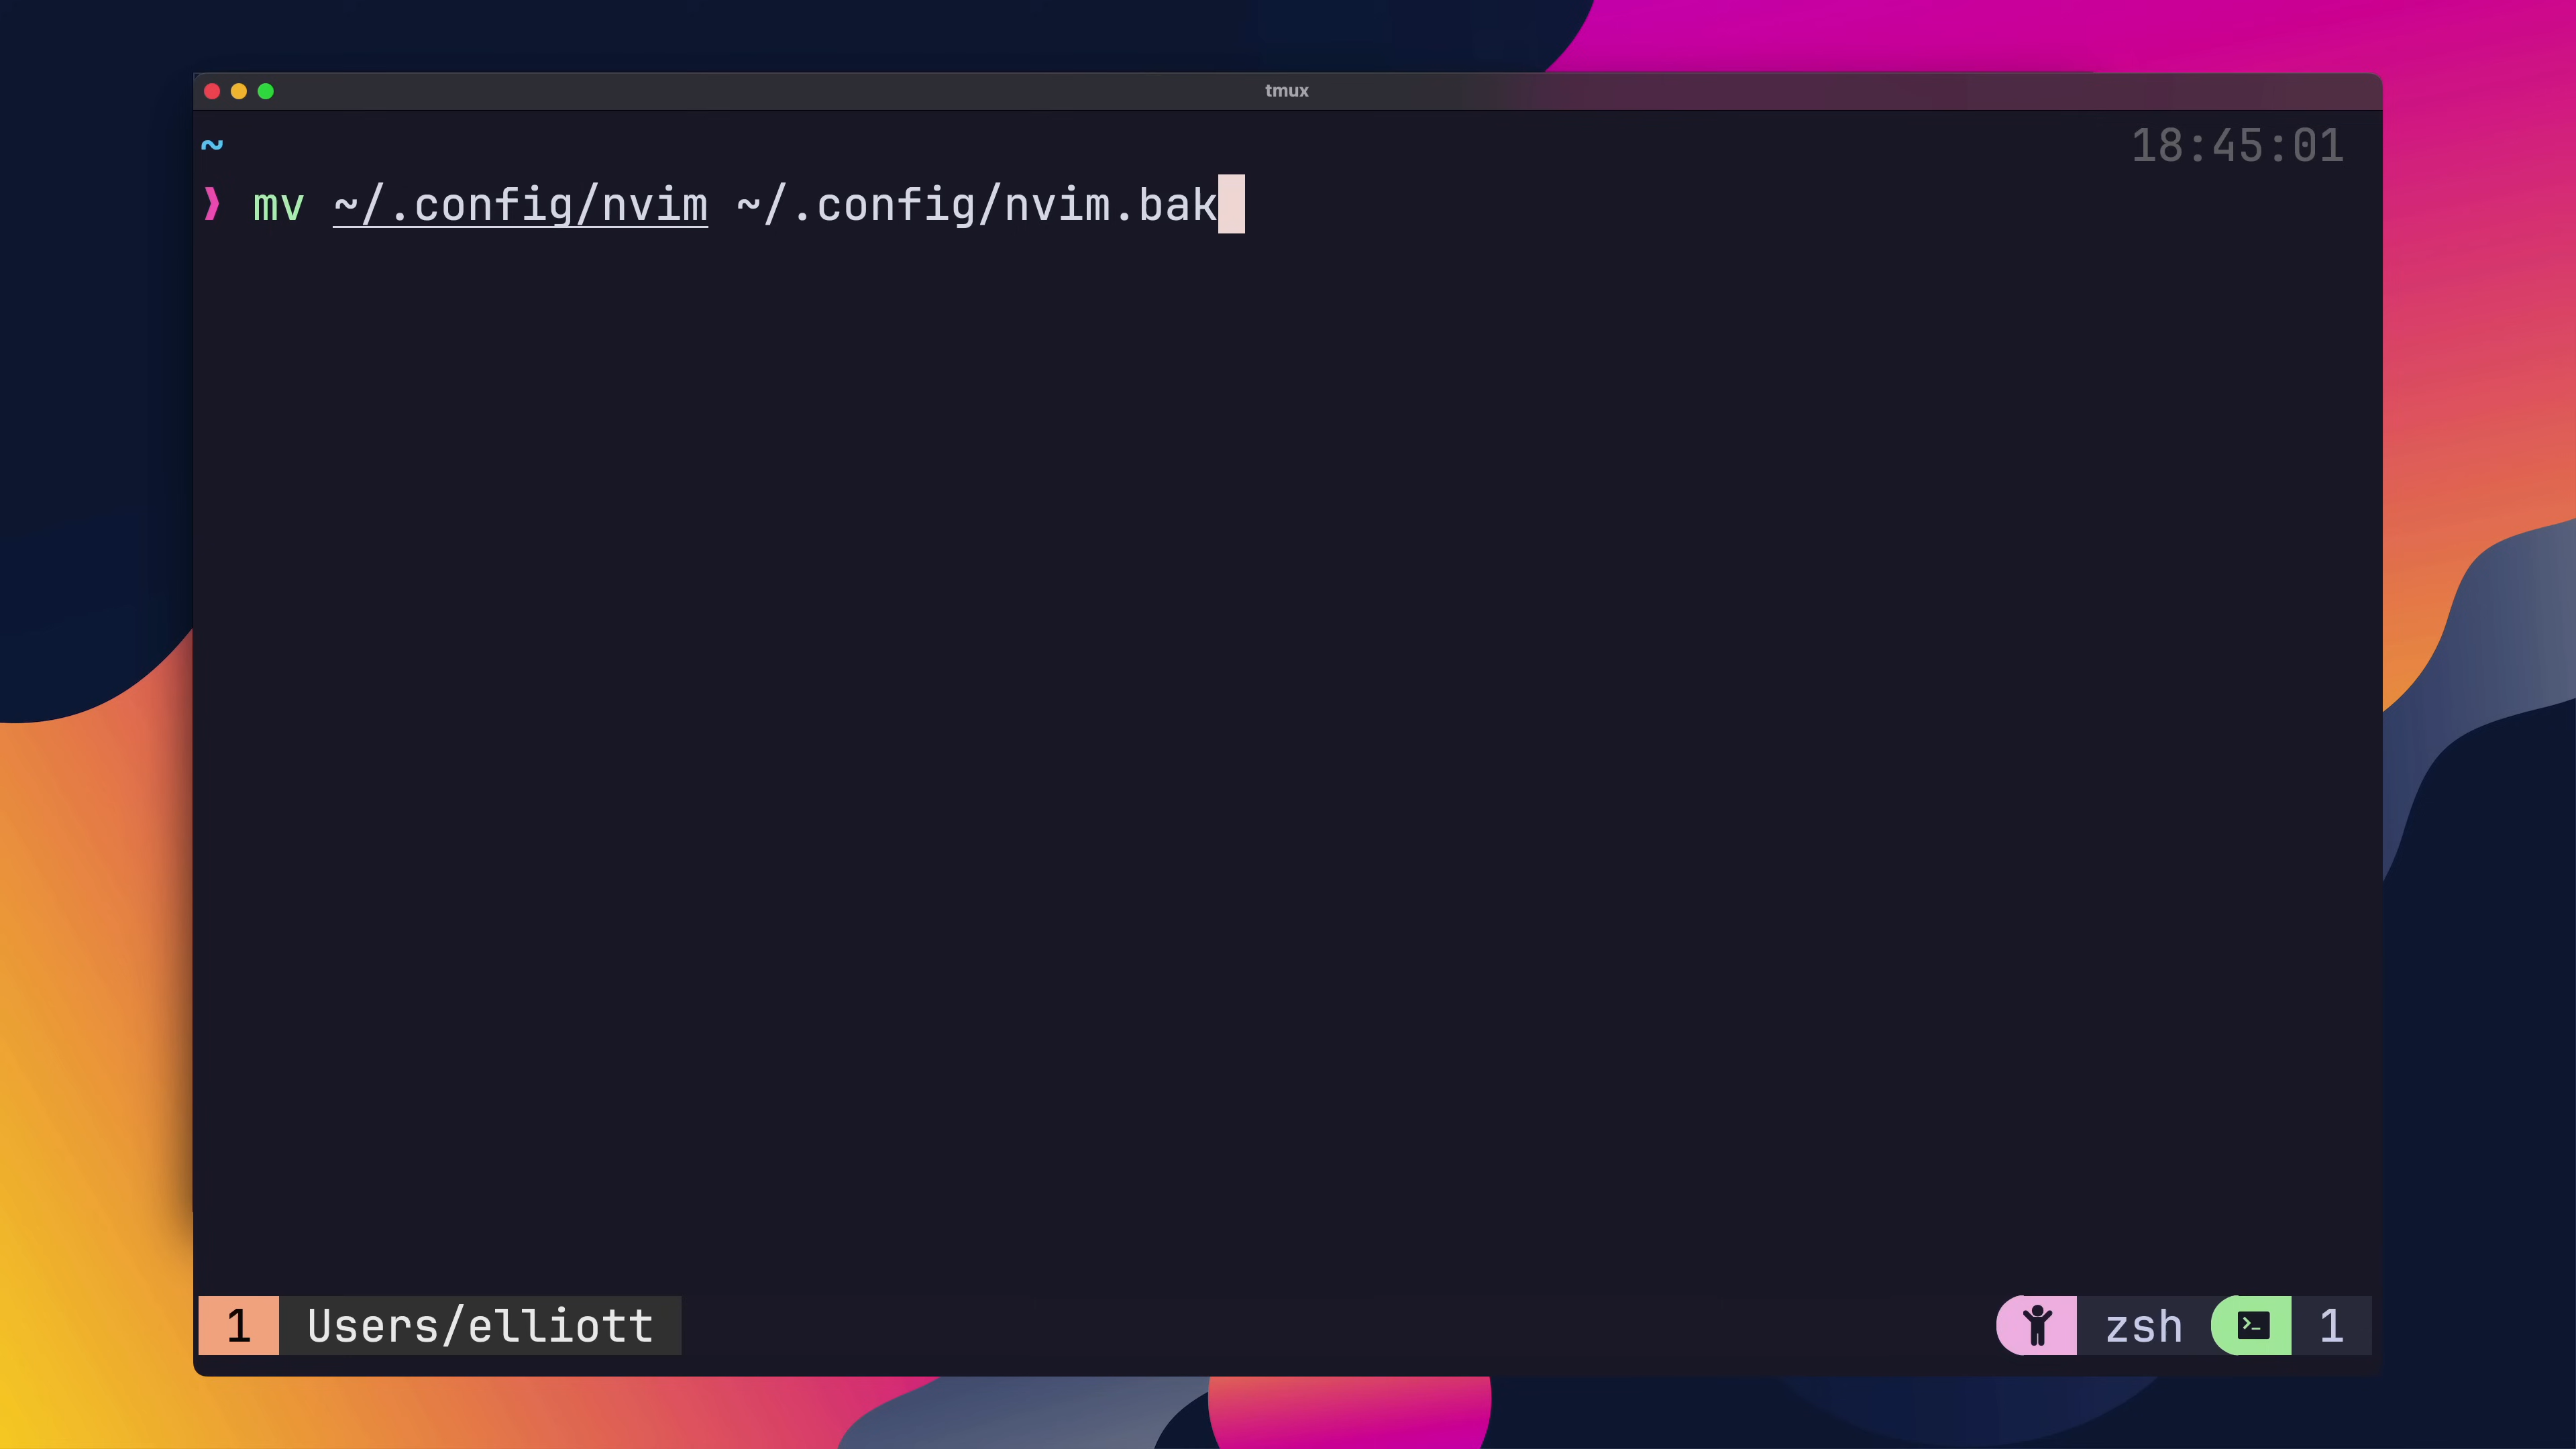 tmux
~ 18:45:01
❯ mv ~/.config/nvim ~/.config/nvim.bak
1 Users/elliott zsh >_ 1